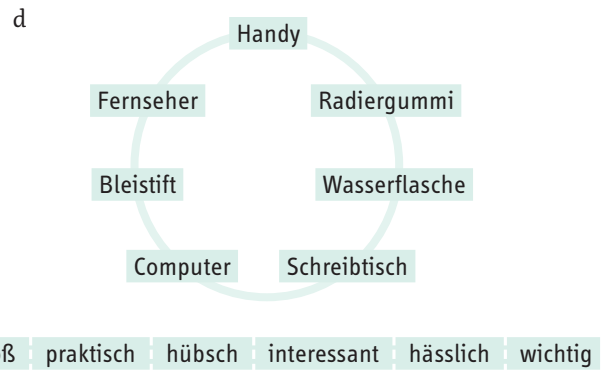 d
Handy
Fernseher Radiergummi
Bleistift Wasserflasche
Computer Schreibtisch
praktisch hübsch interessant hässlich wichtig